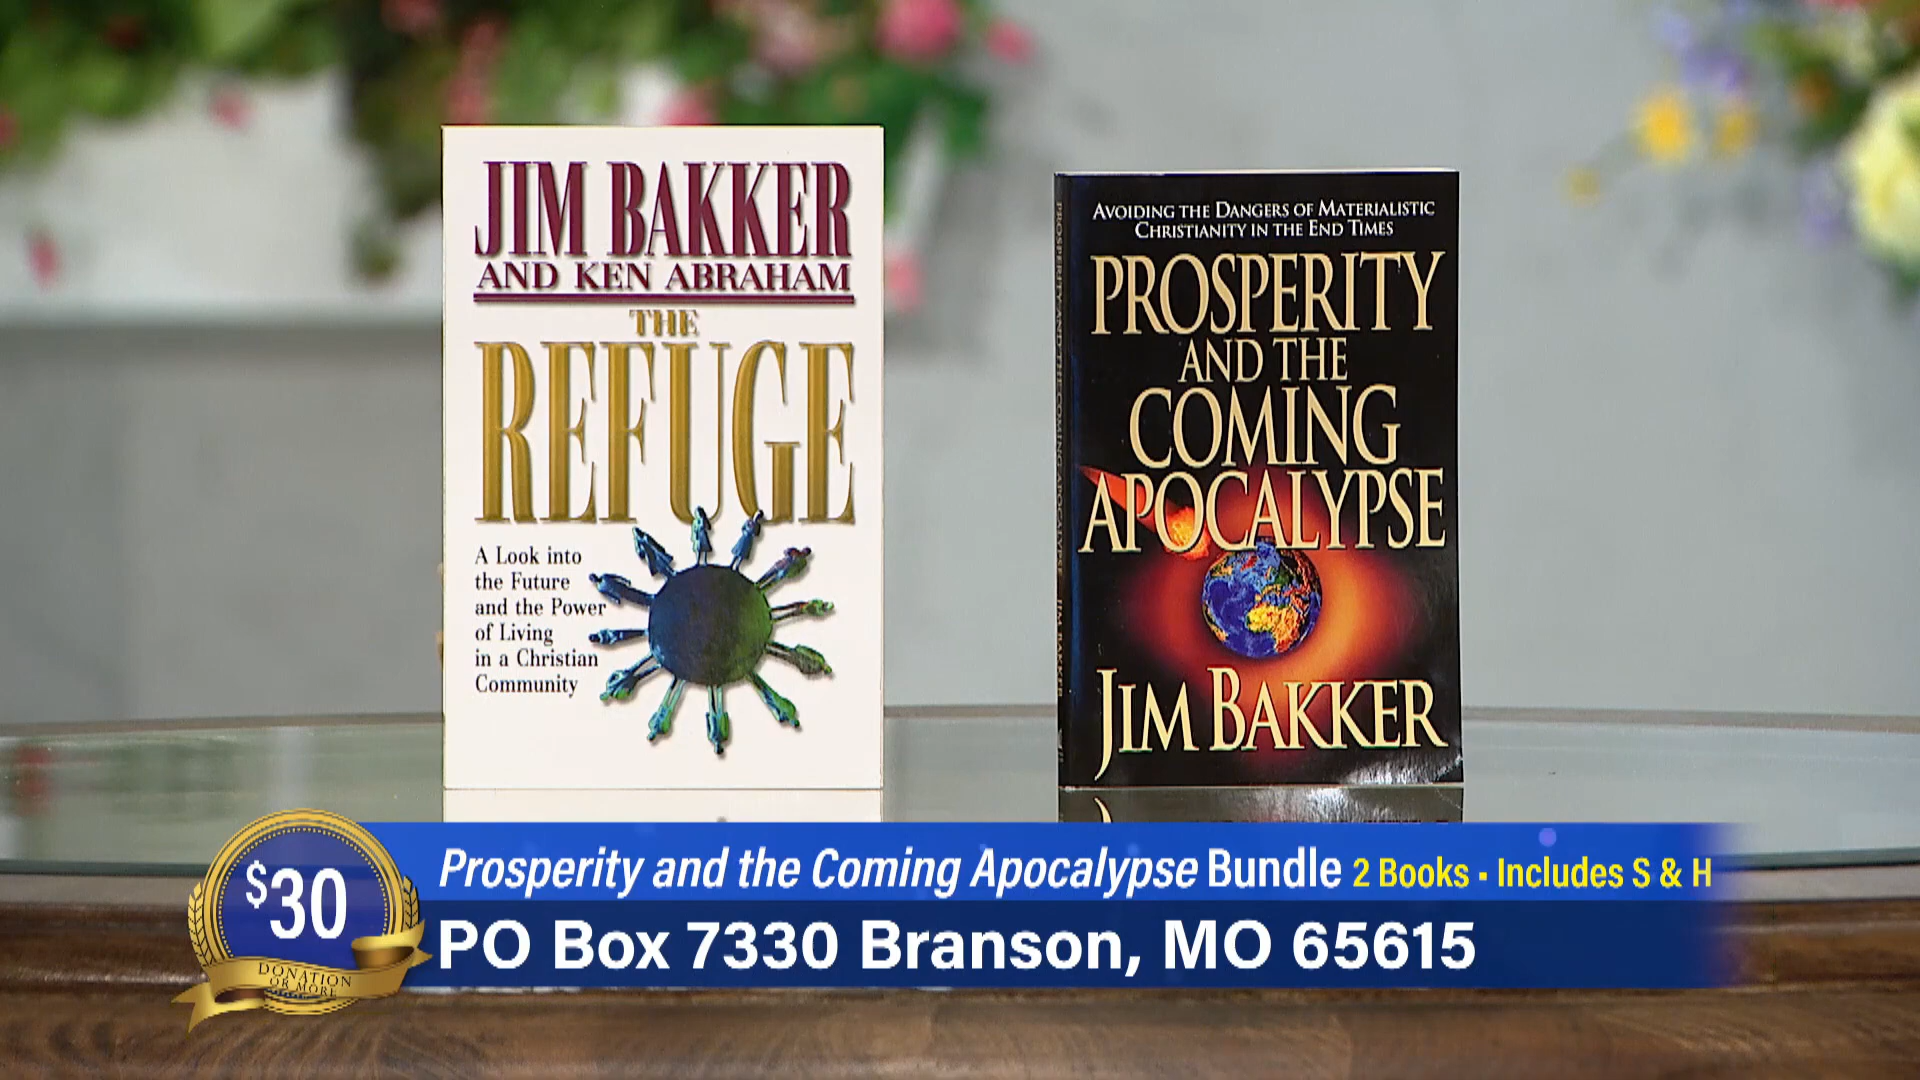 JIM BAKKER
AND KEN ABRAHAM
THE
REFUGE
A Look into
the Future
and the Power
of Living
in a Christian
Community
AVOIDING THE DANGERS OF MATERIALISTIC
CHRISTIANITY IN THE END TIMES
PROSPERITY
AND THE
COMING
APOCALYPSE
JIM BAKKER
PROSPERITY AND THE COMING APOCALYPSE JIM BAKKER
$30
DONATION
OR MORE
Prosperity and the Coming Apocalypse Bundle 2 Books • Includes S & H
PO Box 7330 Branson, MO 65615